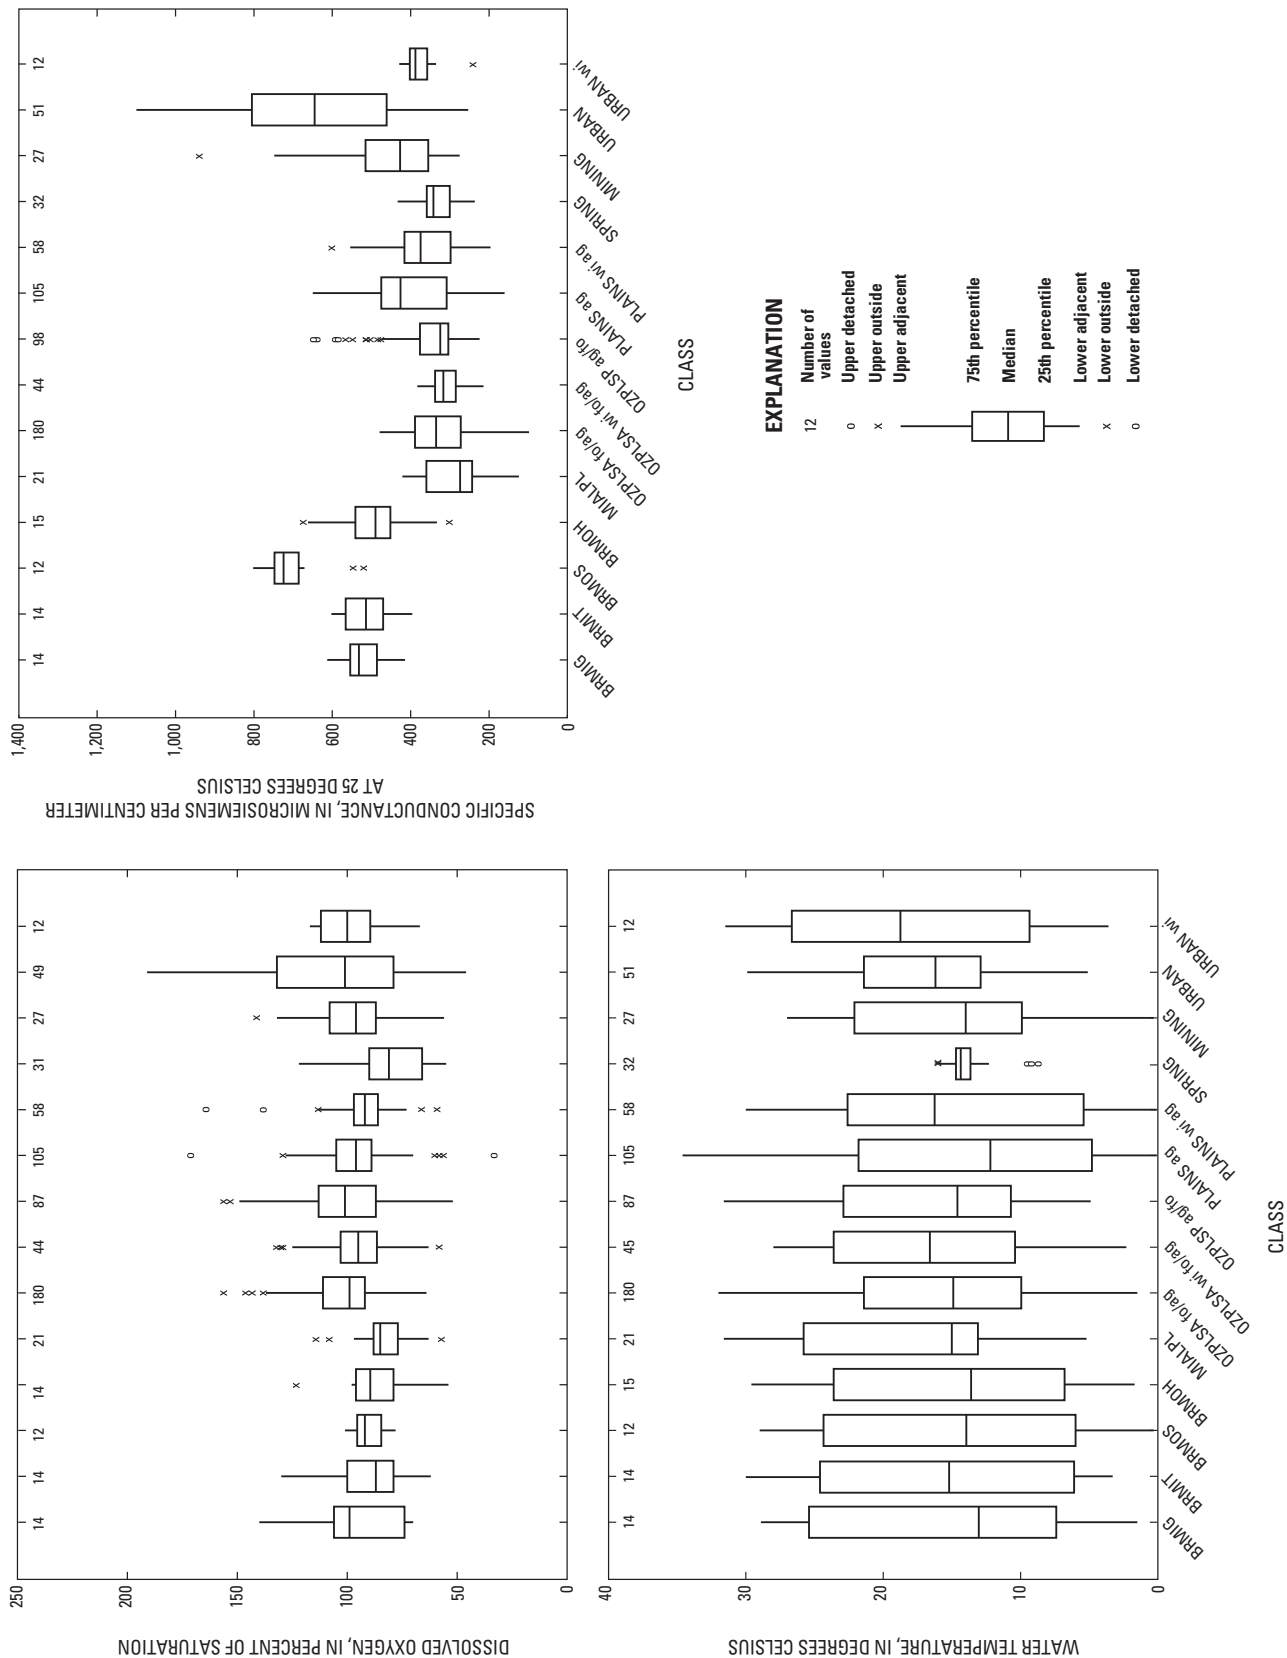 DISSOLVED OXYGEN, IN PERCENT OF SATURATION
250
200
150
100
50
0
14
14
12
14
21
180
44
87
105
58
31
27
49
12
WATER TEMPERATURE, IN DEGREES CELSIUS
40
30
20
10
0
14
14
12
15
21
180
45
87
105
58
32
27
51
12
BRMIG
BRMIT
BRMOS
BRMOH
MIALPL
OZPLSA fo/ag
OZPLSA wi fo/ag
OZPLSP ag/fo
PLAINS ag
PLAINS wi ag
SPRING
MINING
URBAN
URBAN wi
CLASS
SPECIFIC CONDUCTANCE, IN MICROSIEMENS PER CENTIMETER
AT 25 DEGREES CELSIUS
1,400
1,200
1,000
800
600
400
200
0
14
14
12
15
21
180
44
98
105
58
32
27
51
12
BRMIG
BRMIT
BRMOS
BRMOH
MIALPL
OZPLSA fo/ag
OZPLSA wi fo/ag
OZPLSP ag/fo
PLAINS ag
PLAINS wi ag
SPRING
MINING
URBAN
URBAN wi
CLASS
EXPLANATION
12 Number of
values
o Upper detached
x Upper outside
Upper adjacent
75th percentile
Median
25th percentile
Lower adjacent
x Lower outside
o Lower detached